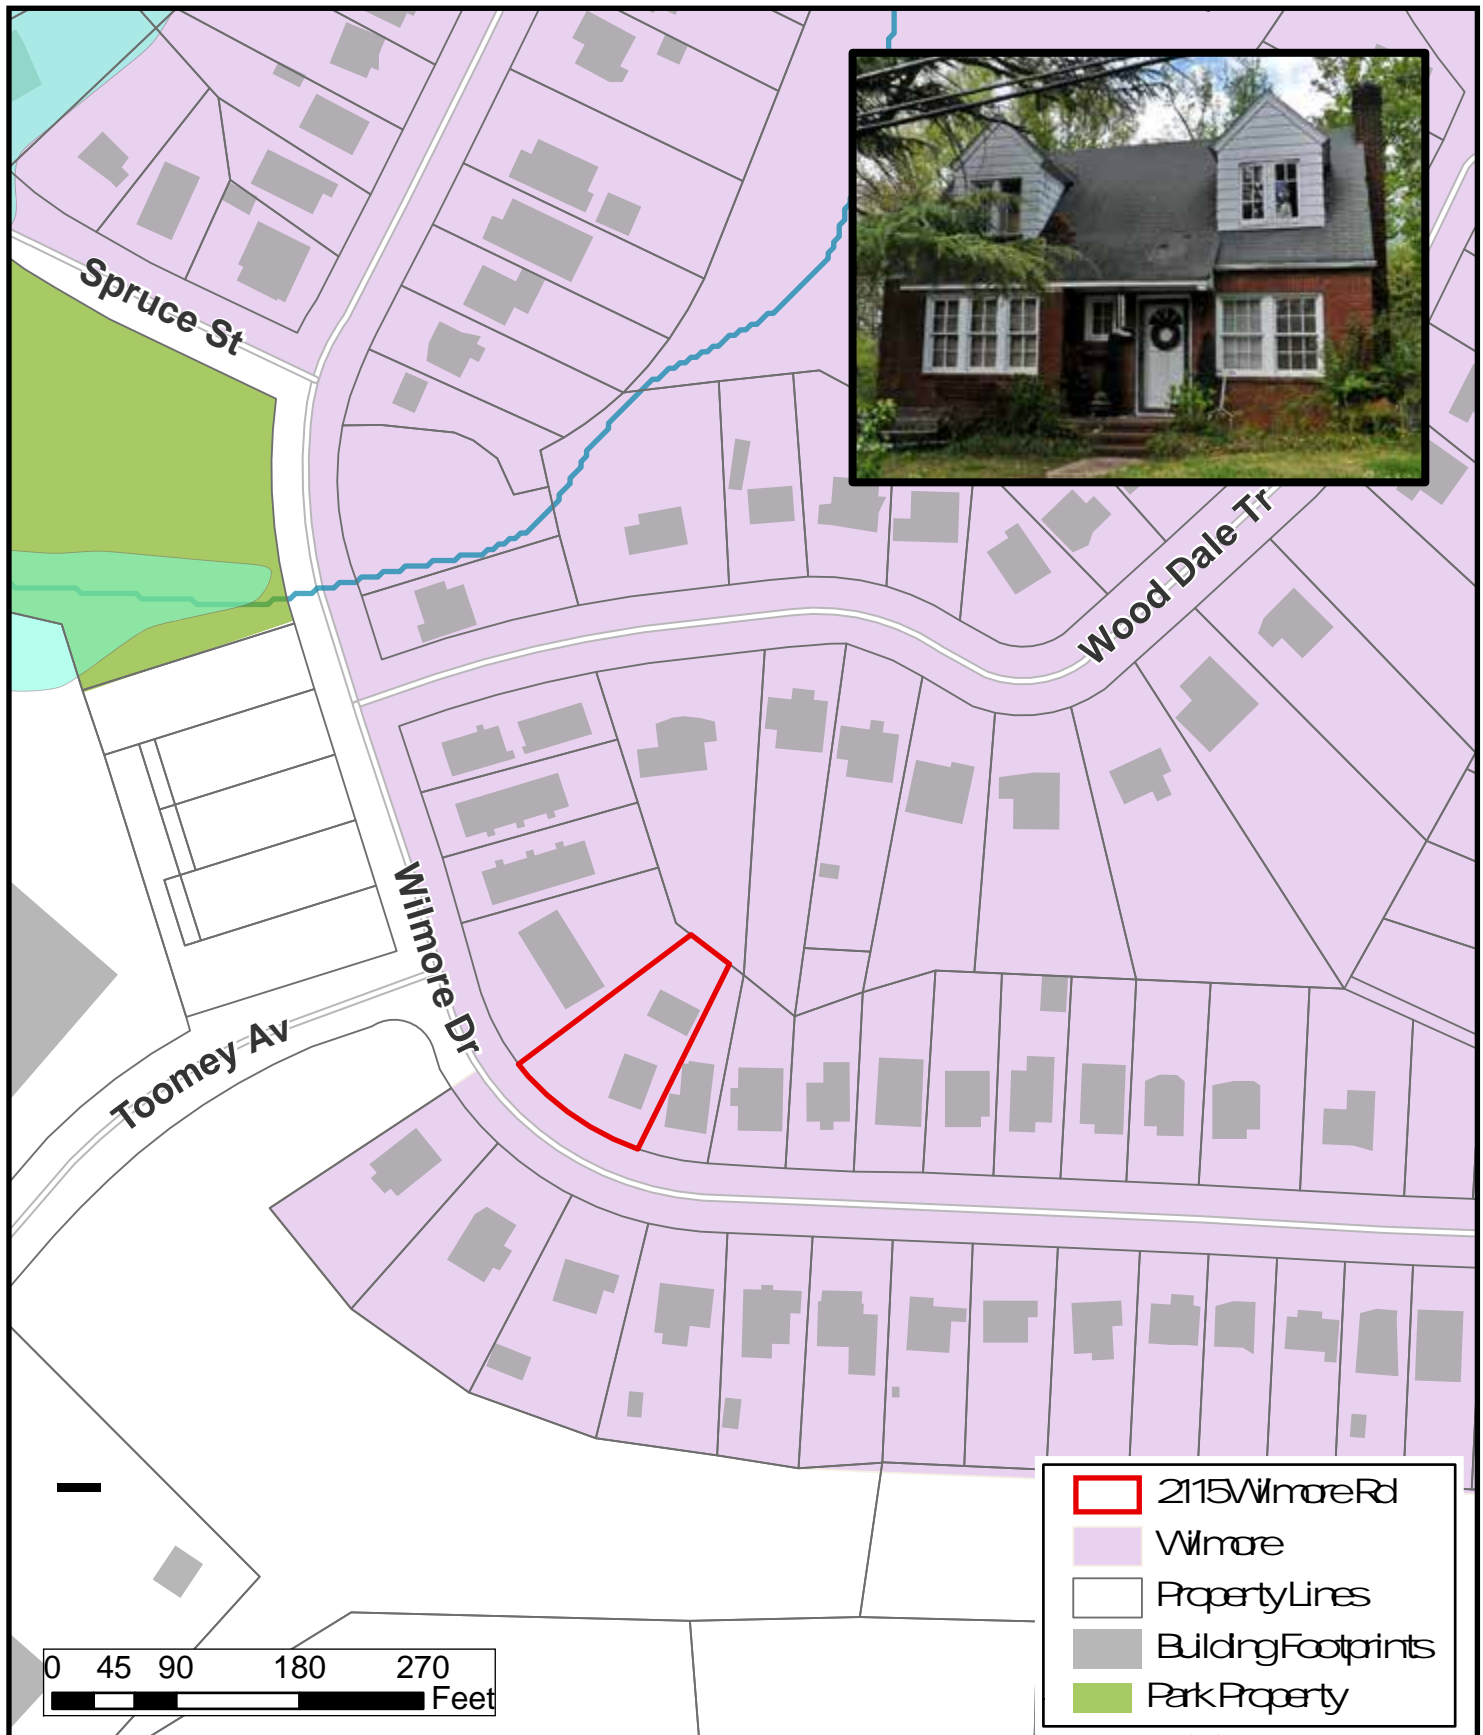 Spruce St
Wood Dale Tr
Wilmore Dr
Toomey Av
2115 Wilmore Rd
Wilmore
Property Lines
Building Footprints
Park Property
0 45 90 180 270
Feet